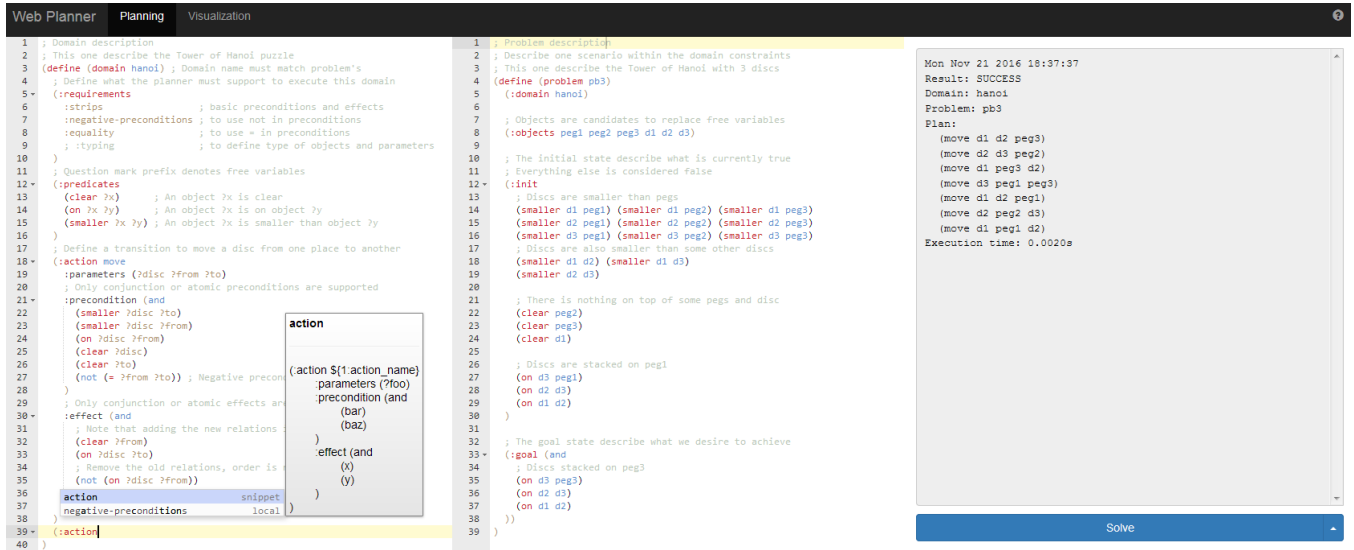 Web Planner Planning Visualization
1 ; Domain description
2 ; This one describe the Tower of Hanoi puzzle
3 (define (domain hanoi) ; Domain name must match problem's
4 ; Define what the planner must support to execute this domain
5 (:requirements
6 :strips ; basic preconditions and effects
7 :negative-preconditions ; to use not in preconditions
8 :equality ; to use = in preconditions
9 ; :typing ; to define type of objects and parameters
10 )
11 ; Question mark prefix denotes free variables
12 (:predicates
13 (clear ?x) ; An object ?x is clear
14 (on ?x ?y) ; An object ?x is on object ?y
15 (smaller ?x ?y) ; An object ?x is smaller than object ?y
16 )
17 ; Define a transition to move a disc from one place to another
18 (:action move
19 :parameters (?disc ?from ?to)
20 ; Only conjunction or atomic preconditions are supported
21 :precondition (and
22 (smaller ?disc ?to)
23 (smaller ?disc ?from)
24 (on ?disc ?from)
25 (clear ?disc)
26 (clear ?to)
27 (not (= ?from ?to)) ; Negative precon
28 )
29 ; Only conjunction or atomic effects are
30 :effect (and
31 ; Note that adding the new relations
32 (clear ?from)
33 (on ?disc ?to)
34 ; Remove the old relations, order is
35 (not (on ?disc ?from))
36
37
38 )
39 (:action
40 )
action snippet
negative-preconditions local
action
(:action ${1:action_name}
:parameters (?foo)
:precondition (and
(bar)
(baz)
)
:effect (and
(x)
(y)
)
)
1 ; Problem description
2 ; Describe one scenario within the domain constraints
3 ; This one describe the Tower of Hanoi with 3 discs
4 (define (problem pb3)
5 (:domain hanoi)
6
7 ; Objects are candidates to replace free variables
8 (:objects peg1 peg2 peg3 d1 d2 d3)
9
10 ; The initial state describe what is currently true
11 ; Everything else is considered false
12 (:init
13 ; Discs are smaller than pegs
14 (smaller d1 peg1) (smaller d1 peg2) (smaller d1 peg3)
15 (smaller d2 peg1) (smaller d2 peg2) (smaller d2 peg3)
16 (smaller d3 peg1) (smaller d3 peg2) (smaller d3 peg3)
17 ; Discs are also smaller than some other discs
18 (smaller d1 d2) (smaller d1 d3)
19 (smaller d2 d3)
20
21 ; There is nothing on top of some pegs and disc
22 (clear peg2)
23 (clear peg3)
24 (clear d1)
25
26 ; Discs are stacked on peg1
27 (on d3 peg1)
28 (on d2 d3)
29 (on d1 d2)
30 )
31
32 ; The goal state describe what we desire to achieve
33 (:goal (and
34 ; Discs stacked on peg3
35 (on d3 peg3)
36 (on d2 d3)
37 (on d1 d2)
38 ))
39 )
Mon Nov 21 2016 18:37:37
Result: SUCCESS
Domain: hanoi
Problem: pb3
Plan:
(move d1 d2 peg3)
(move d2 d3 peg2)
(move d1 peg3 d2)
(move d3 peg1 peg3)
(move d1 d2 peg1)
(move d2 peg2 d3)
(move d1 peg1 d2)
Execution time: 0.0020s
Solve